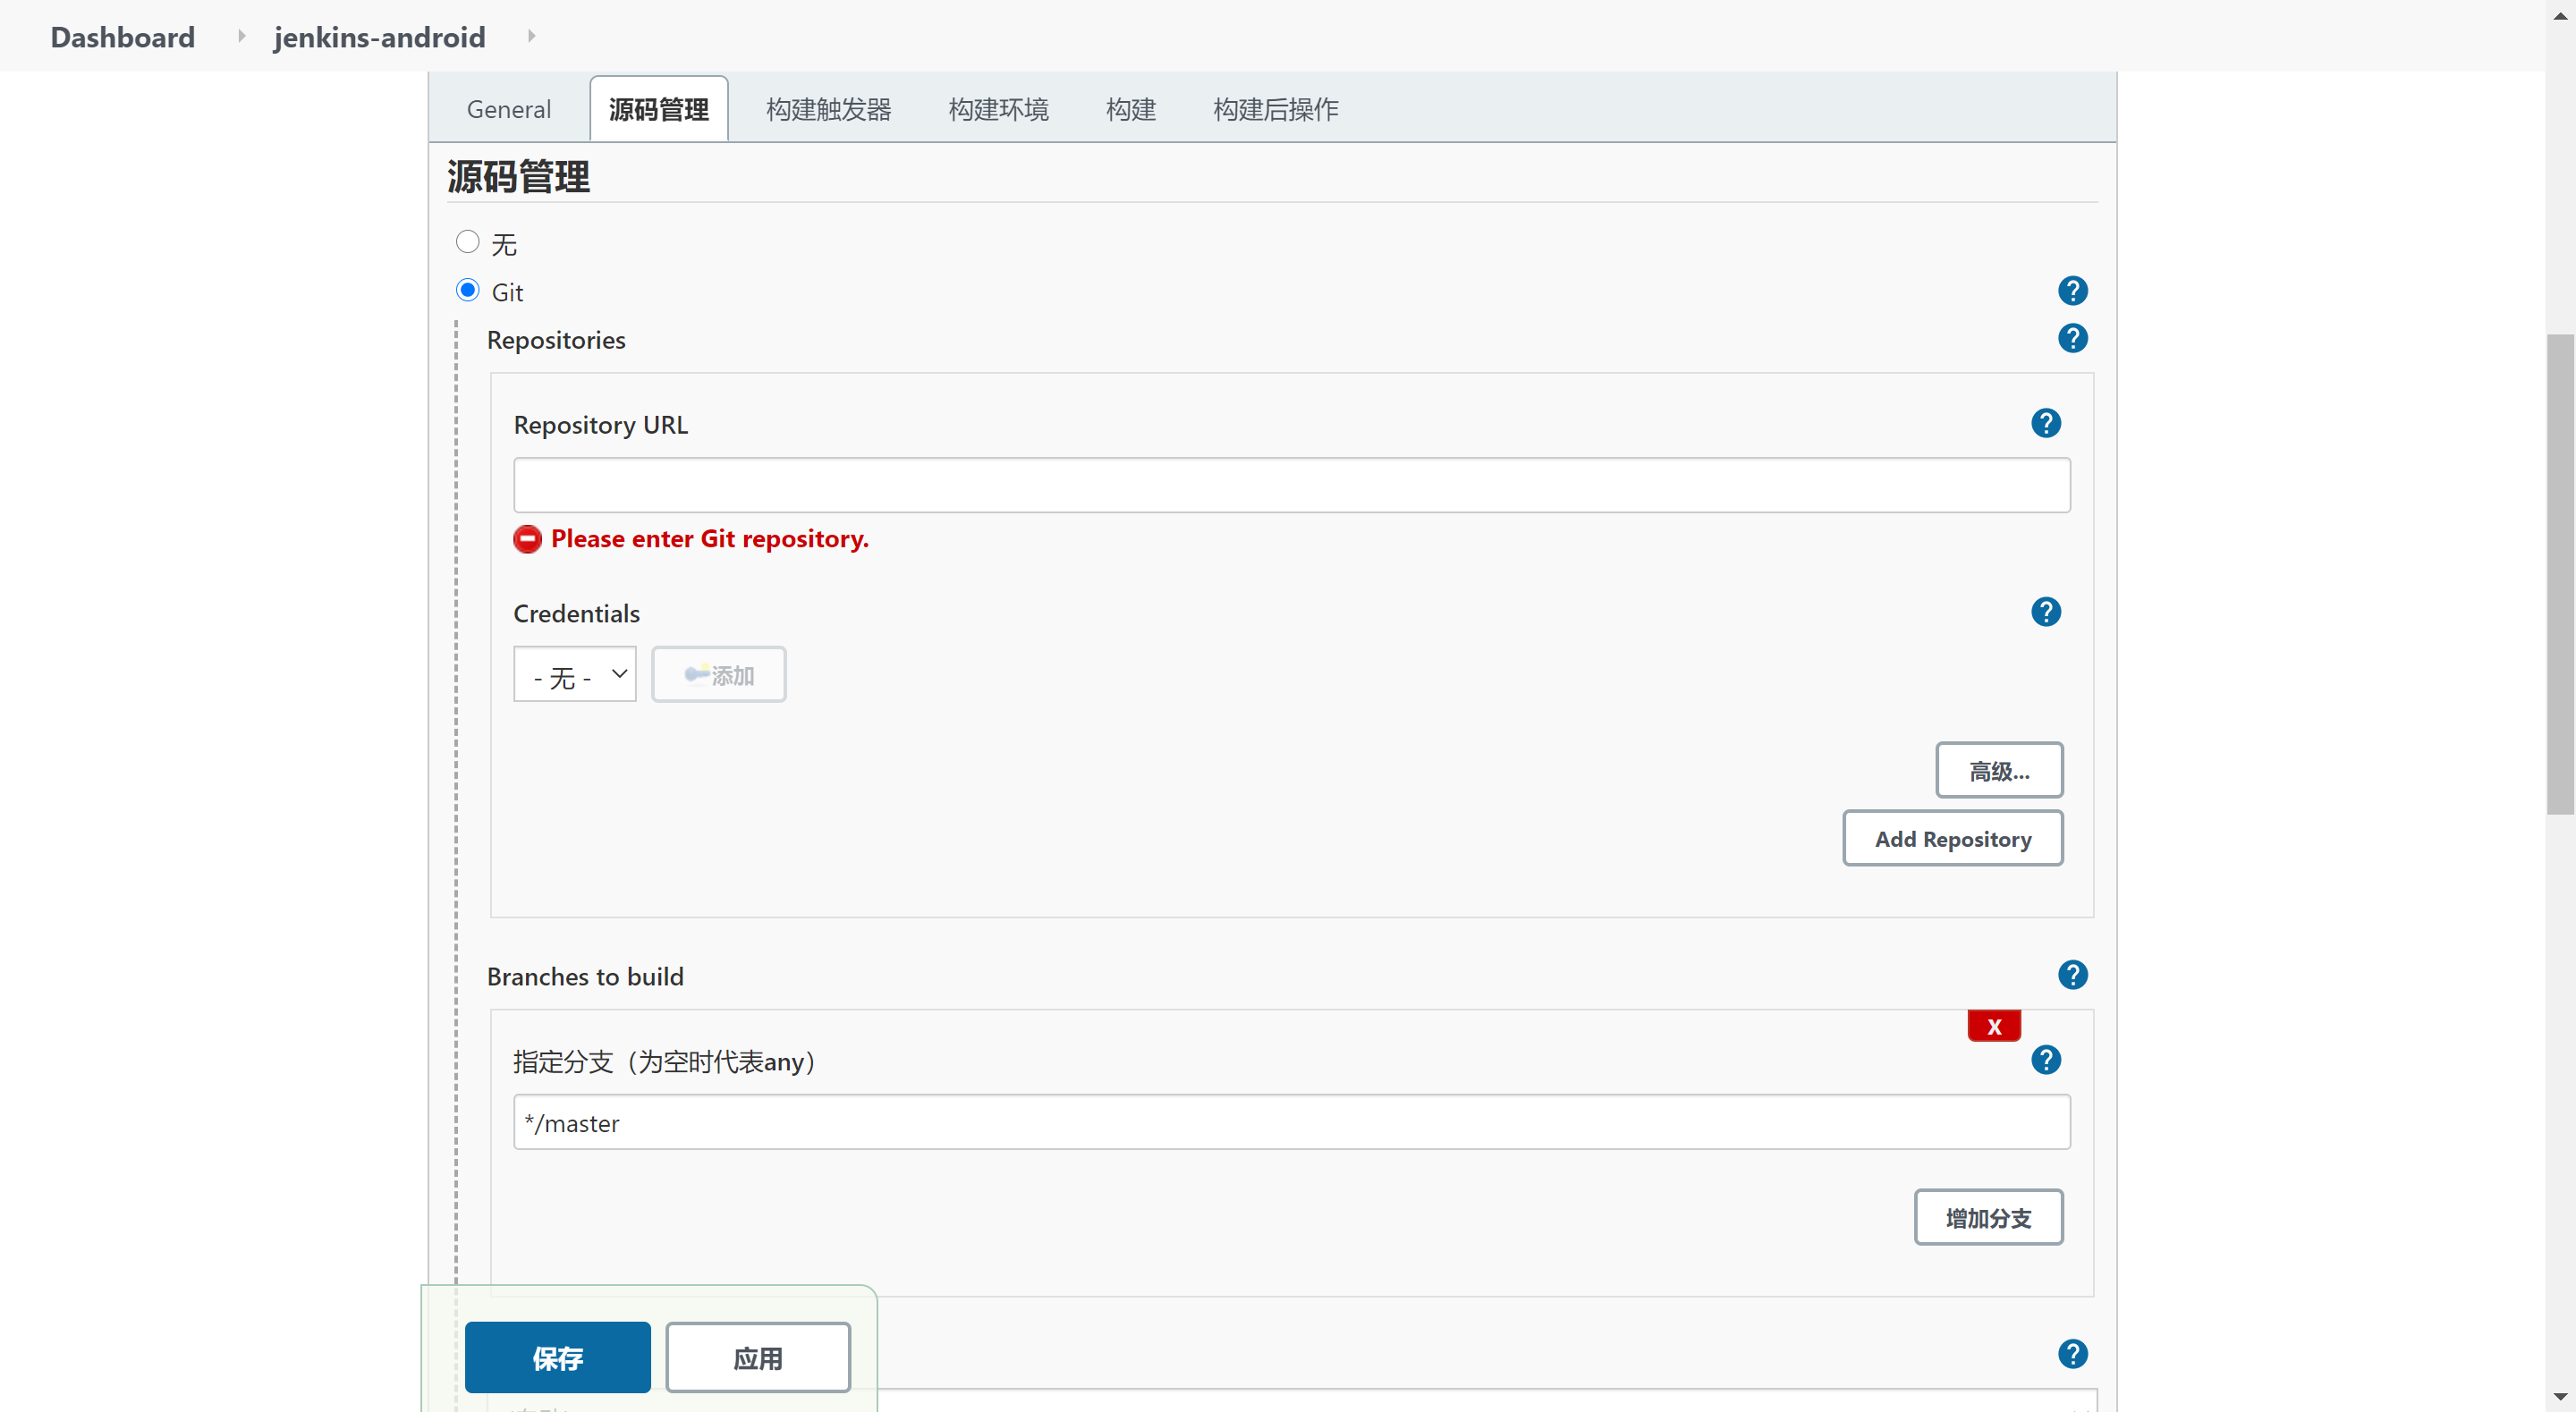 Dashboard
jenkins-android
General
源码管理
构建触发器
构建环境
构建
构建后操作
源码管理
无
Git
Repositories
Repository URL
Please enter Git repository.
Credentials
- 无 -
添加
高级...
Add Repository
Branches to build
X
指定分支（为空时代表any）
*/master
增加分支
保存
应用